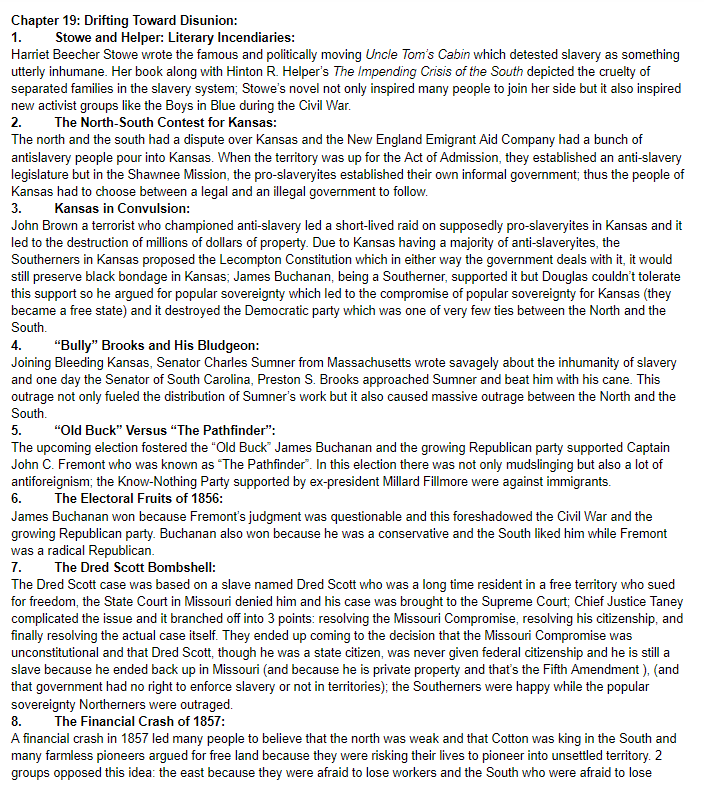 Chapter 19: Drifting Toward Disunion:
1. Stowe and Helper: Literary Incendiaries:
Harriet Beecher Stowe wrote the famous and politically moving Uncle Tom's Cabin which detested slavery as something
utterly inhumane. Her book along with Hinton R. Helper's The Impending Crisis of the South depicted the cruelty of
separated families in the slavery system; Stowe's novel not only inspired many people to join her side but it also inspired
new activist groups like the Boys in Blue during the Civil War.
2. The North-South Contest for Kansas:
The north and the south had a dispute over Kansas and the New England Emigrant Aid Company had a bunch of
antislavery people pour into Kansas. When the territory was up for the Act of Admission, they established an anti-slavery
legislature but in the Shawnee Mission, the pro-slaveryites established their own informal government; thus the people of
Kansas had to choose between a legal and an illegal government to follow.
3. Kansas in Convulsion:
John Brown a terrorist who championed anti-slavery led a short-lived raid on supposedly pro-slaveryites in Kansas and it
led to the destruction of millions of dollars of property. Due to Kansas having a majority of anti-slaveryites, the
Southerners in Kansas proposed the Lecompton Constitution which in either way the government deals with it, it would
still preserve black bondage in Kansas; James Buchanan, being a Southerner, supported it but Douglas couldn't tolerate
this support so he argued for popular sovereignty which led to the compromise of popular sovereignty for Kansas (they
became a free state) and it destroyed the Democratic party which was one of very few ties between the North and the
South.
4. "Bully" Brooks and His Bludgeon:
Joining Bleeding Kansas, Senator Charles Sumner from Massachusetts wrote savagely about the inhumanity of slavery
and one day the Senator of South Carolina, Preston S. Brooks approached Sumner and beat him with his cane. This
outrage not only fueled the distribution of Sumner's work but it also caused massive outrage between the North and the
South.
5. "Old Buck" Versus "The Pathfinder":
The upcoming election fostered the "Old Buck" James Buchanan and the growing Republican party supported Captain
John C. Fremont who was known as "The Pathfinder". In this election there was not only mudslinging but also a lot of
antiforeignism; the Know-Nothing Party supported by ex-president Millard Fillmore were against immigrants.
6. The Electoral Fruits of 1856:
James Buchanan won because Fremont's judgment was questionable and this foreshadowed the Civil War and the
growing Republican party. Buchanan also won because he was a conservative and the South liked him while Fremont
was a radical Republican.
7. The Dred Scott Bombshell:
The Dred Scott case was based on a slave named Dred Scott who was a long time resident in a free territory who sued
for freedom, the State Court in Missouri denied him and his case was brought to the Supreme Court; Chief Justice Taney
complicated the issue and it branched off into 3 points: resolving the Missouri Compromise, resolving his citizenship, and
finally resolving the actual case itself. They ended up coming to the decision that the Missouri Compromise was
unconstitutional and that Dred Scott, though he was a state citizen, was never given federal citizenship and he is still a
slave because he ended back up in Missouri (and because he is private property and that's the Fifth Amendment ), (and
that government had no right to enforce slavery or not in territories); the Southerners were happy while the popular
sovereignty Northerners were outraged.
8. The Financial Crash of 1857:
A financial crash in 1857 led many people to believe that the north was weak and that Cotton was king in the South and
many farmless pioneers argued for free land because they were risking their lives to pioneer into unsettled territory. 2
groups opposed this idea: the east because they were afraid to lose workers and the South who were afraid to lose